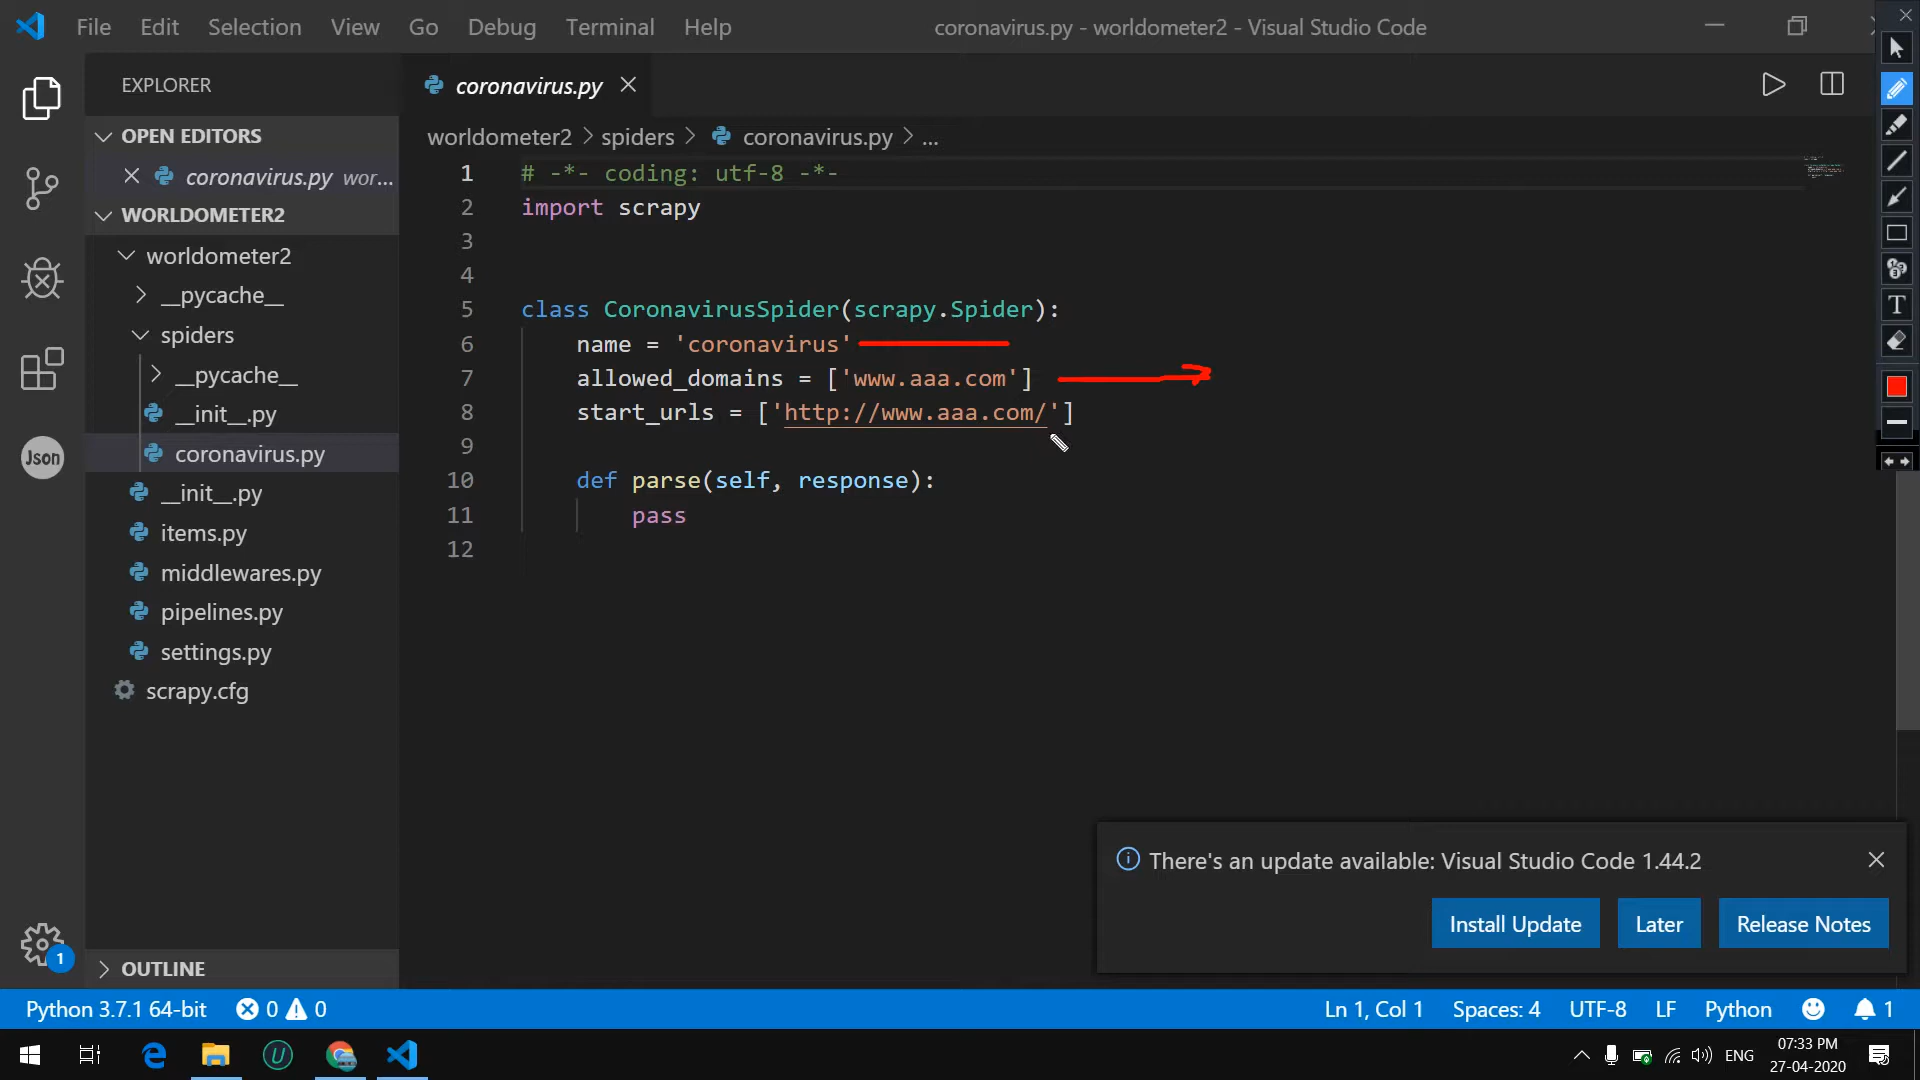 File Edit Selection View Go Debug Terminal Help
coronavirus.py - worldometer2 - Visual Studio Code
EXPLORER
OPEN EDITORS
coronavirus.py wor...
WORLDOMETER2
worldometer2
__pycache__
spiders
__pycache__
__init__.py
coronavirus.py
__init__.py
items.py
middlewares.py
pipelines.py
settings.py
scrapy.cfg
OUTLINE
Json
1
coronavirus.py
worldometer2 > spiders > coronavirus.py > ...
1 # -*- coding: utf-8 -*-
2 import scrapy
3
4
5 class CoronavirusSpider(scrapy.Spider):
6 name = 'coronavirus'
7 allowed_domains = ['www.aaa.com']
8 start_urls = ['http://www.aaa.com/']
9
10 def parse(self, response):
11 pass
12
T
There's an update available: Visual Studio Code 1.44.2
Install Update Later Release Notes
Python 3.7.1 64-bit 0 0 Ln 1, Col 1 Spaces: 4 UTF-8 LF Python 1
ENG
07:33 PM
27-04-2020